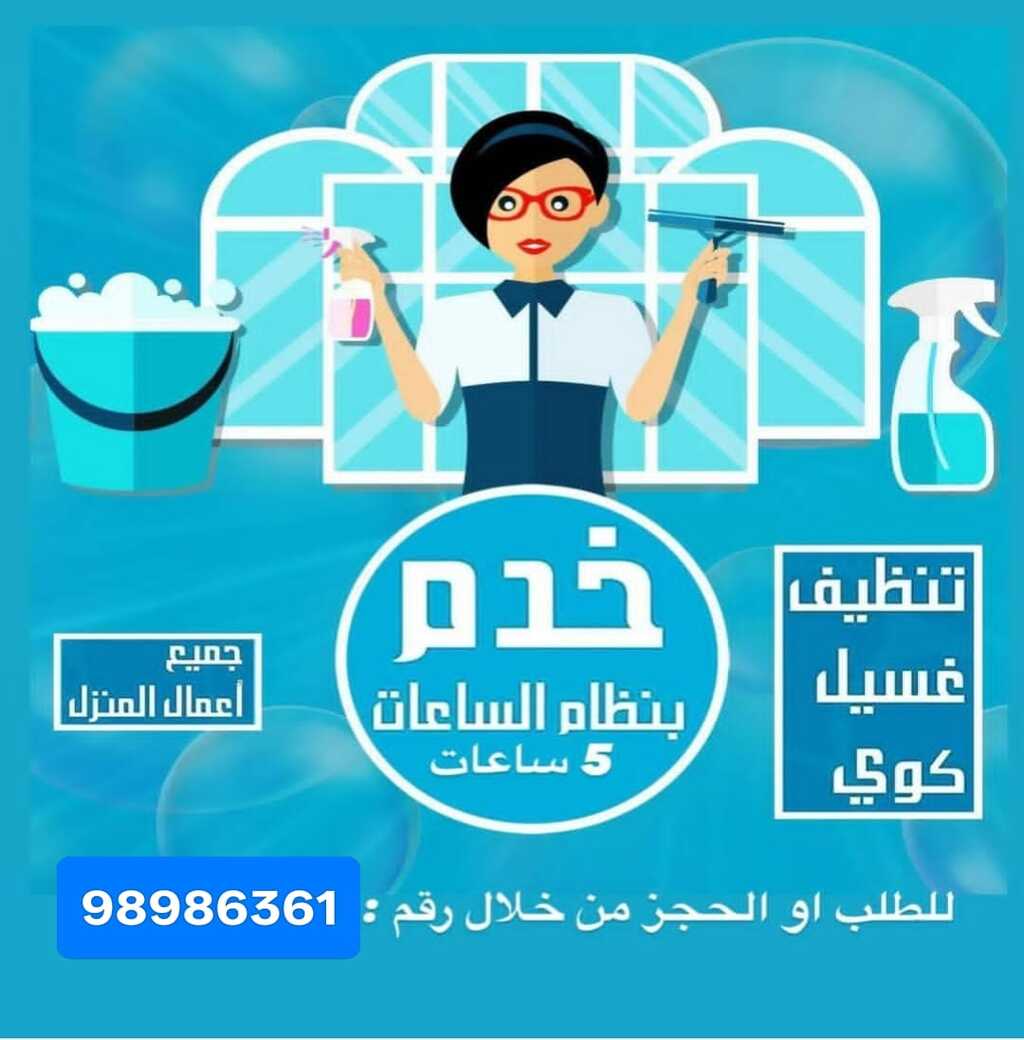 خدم
بنظام الساعات
5 ساعات
تنظيف
غسيل
كوي
جميع
أعمال المنزل
للطلب او الحجز من خلال رقم :
98986361